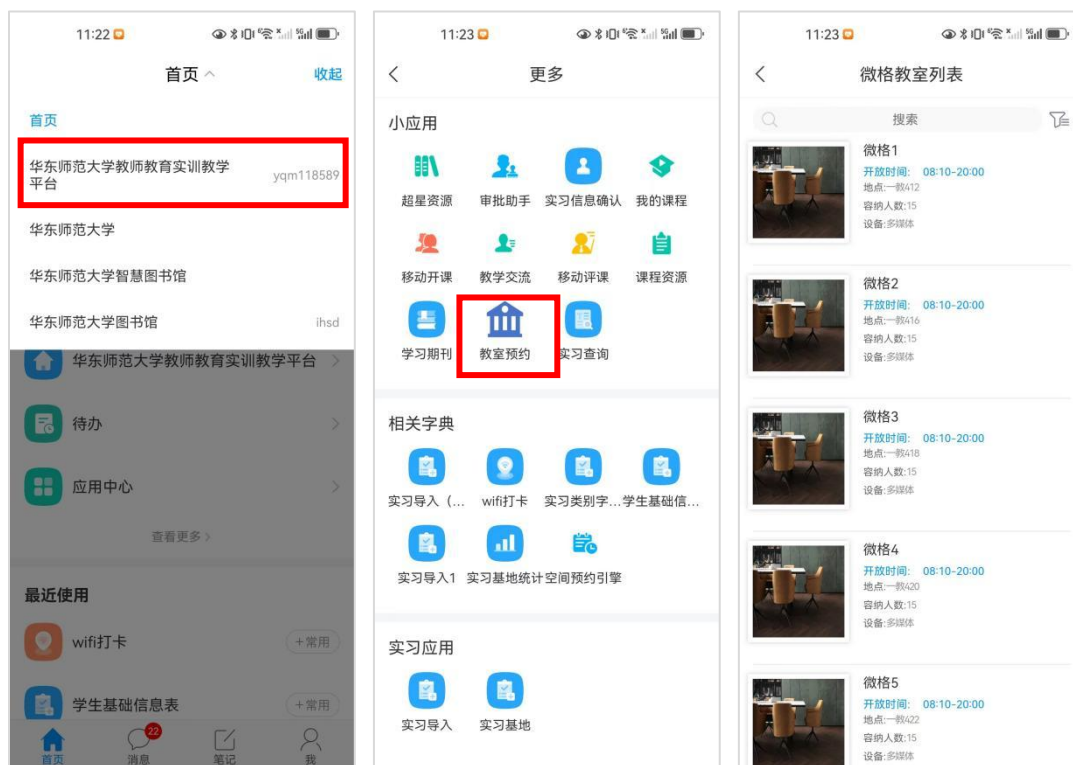 11:22
首页
收起
首页
华东师范大学教师教育实训教学
平台
yqm118589
华东师范大学
华东师范大学智慧图书馆
华东师范大学图书馆
ihsd
华东师范大学教师教育实训教学平台
待办
应用中心
查看更多
最近使用
wifi打卡
+常用
学生基础信息表
+常用
22
首页 消息 笔记 我
11:23
更多
小应用
超星资源 审批助手 实习信息确认 我的课程
移动开课 教学交流 移动评课 课程资源
学习期刊 教室预约 实习查询
相关字典
实习导入（... wifi打卡 实习类别字... 学生基础信...
实习导入1 实习基地统计 空间预约引擎
实习应用
实习导入 实习基地
11:23
微格教室列表
搜索
微格1
开放时间: 08:10-20:00
地点:一教412
容纳人数:15
设备:多媒体
微格2
开放时间: 08:10-20:00
地点:一教416
容纳人数:15
设备:多媒体
微格3
开放时间: 08:10-20:00
地点:一教418
容纳人数:15
设备:多媒体
微格4
开放时间: 08:10-20:00
地点:一教420
容纳人数:15
设备:多媒体
微格5
开放时间: 08:10-20:00
地点:一教422
容纳人数:15
设备:多媒体